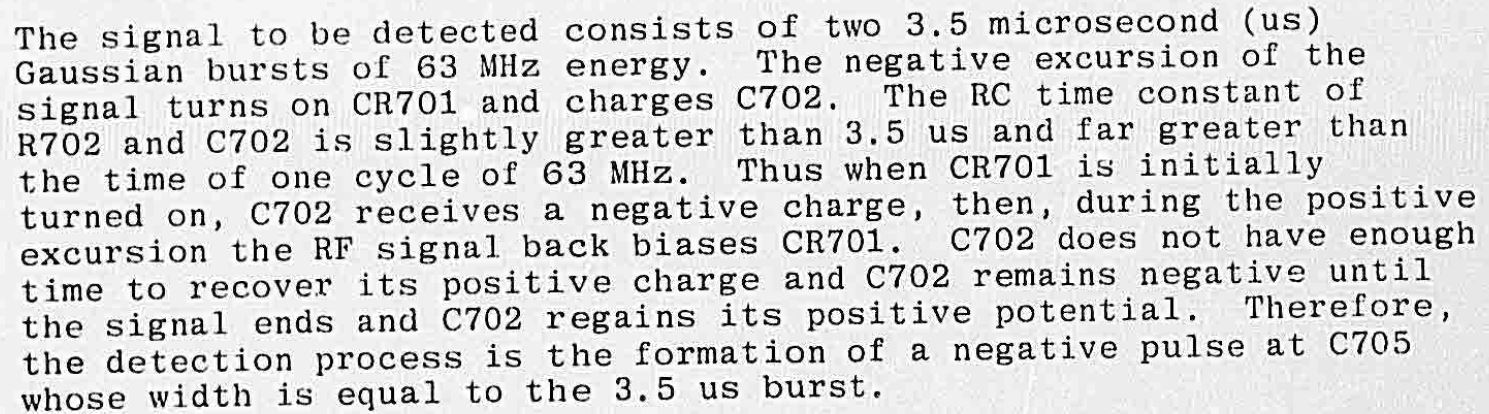 The signal to be detected consists of two 3.5 microsecond (us)
Gaussian bursts of 63 MHz energy. The negative excursion of the
signal turns on CR701 and charges C702. The RC time constant of
R702 and C702 is slightly greater than 3.5 us and far greater than
the time of one cycle of 63 MHz. Thus when CR701 is initially
turned on, C702 receives a negative charge, then, during the positive
excursion the RF signal back biases CR701. C702 does not have enough
time to recover its positive charge and C702 remains negative until
the signal ends and C702 regains its positive potential. Therefore,
the detection process is the formation of a negative pulse at C705
whose width is equal to the 3.5 us burst.